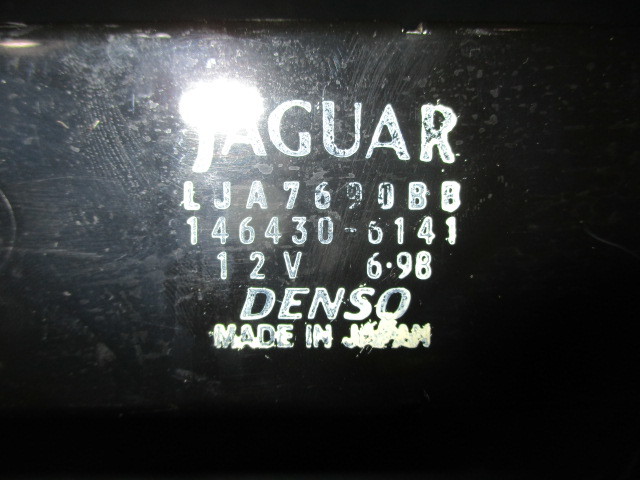 JAGUAR
LJA7690BB
146430-6141
12V 6·98
DENSO
MADE IN JAPAN